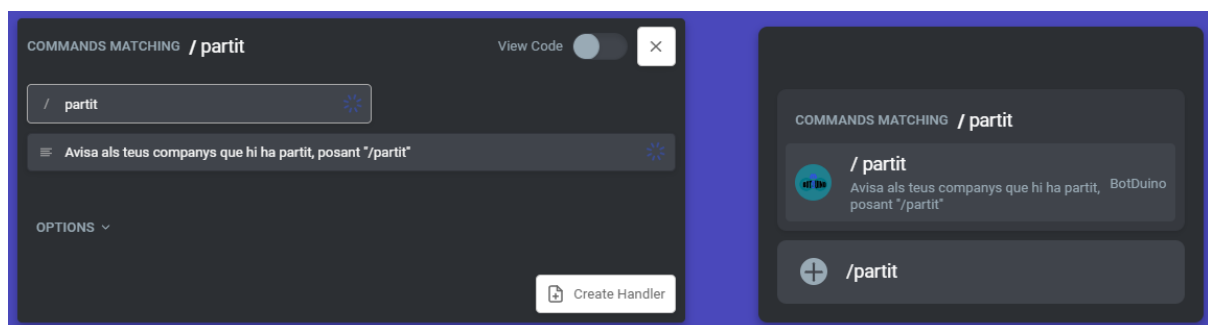 COMMANDS MATCHING / partit
View Code
/ partit
Avisa als teus companys que hi ha partit, posant "/partit"
OPTIONS
Create Handler
COMMANDS MATCHING / partit
/ partit
Avisa als teus companys que hi ha partit,
posant "/partit"
BotDuino
/partit